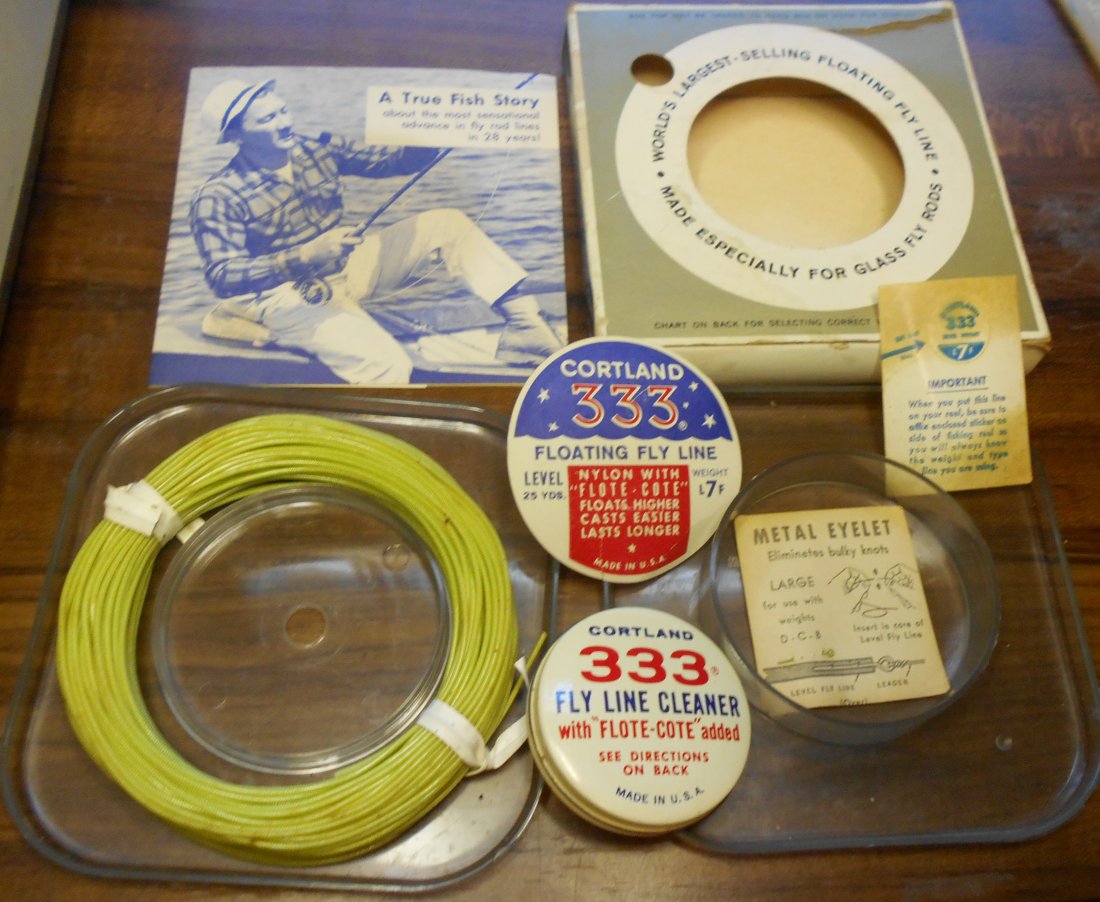 A True Fish Story
about the most sensational
advance in fly rod lines
in 28 years!
WORLD'S LARGEST-SELLING FLOATING FLY LINE •
MADE ESPECIALLY FOR GLASS FLY RODS •
CHART ON BACK FOR SELECTING CORRECT
CORTLAND
333
L7F
IMPORTANT
When you put this line
on your reel, be sure to
affix enclosed sticker on
side of fishing reel so
you will always know
the weight and type
line you are using.
CORTLAND
333®
FLOATING FLY LINE
LEVEL
25 YDS.
NYLON WITH
"FLOTE-COTE"
FLOATS HIGHER
CASTS EASIER
LASTS LONGER
WEIGHT
L7F
MADE IN U.S.A.
METAL EYELET
Eliminates bulky knots
LARGE
for use with
weights
D-C-B
Insert in core of
Level Fly Line
LEVEL FLY LINE
LEADER
CORTLAND
333®
FLY LINE CLEANER
with "FLOTE-COTE" added
SEE DIRECTIONS
ON BACK
MADE IN U.S.A.